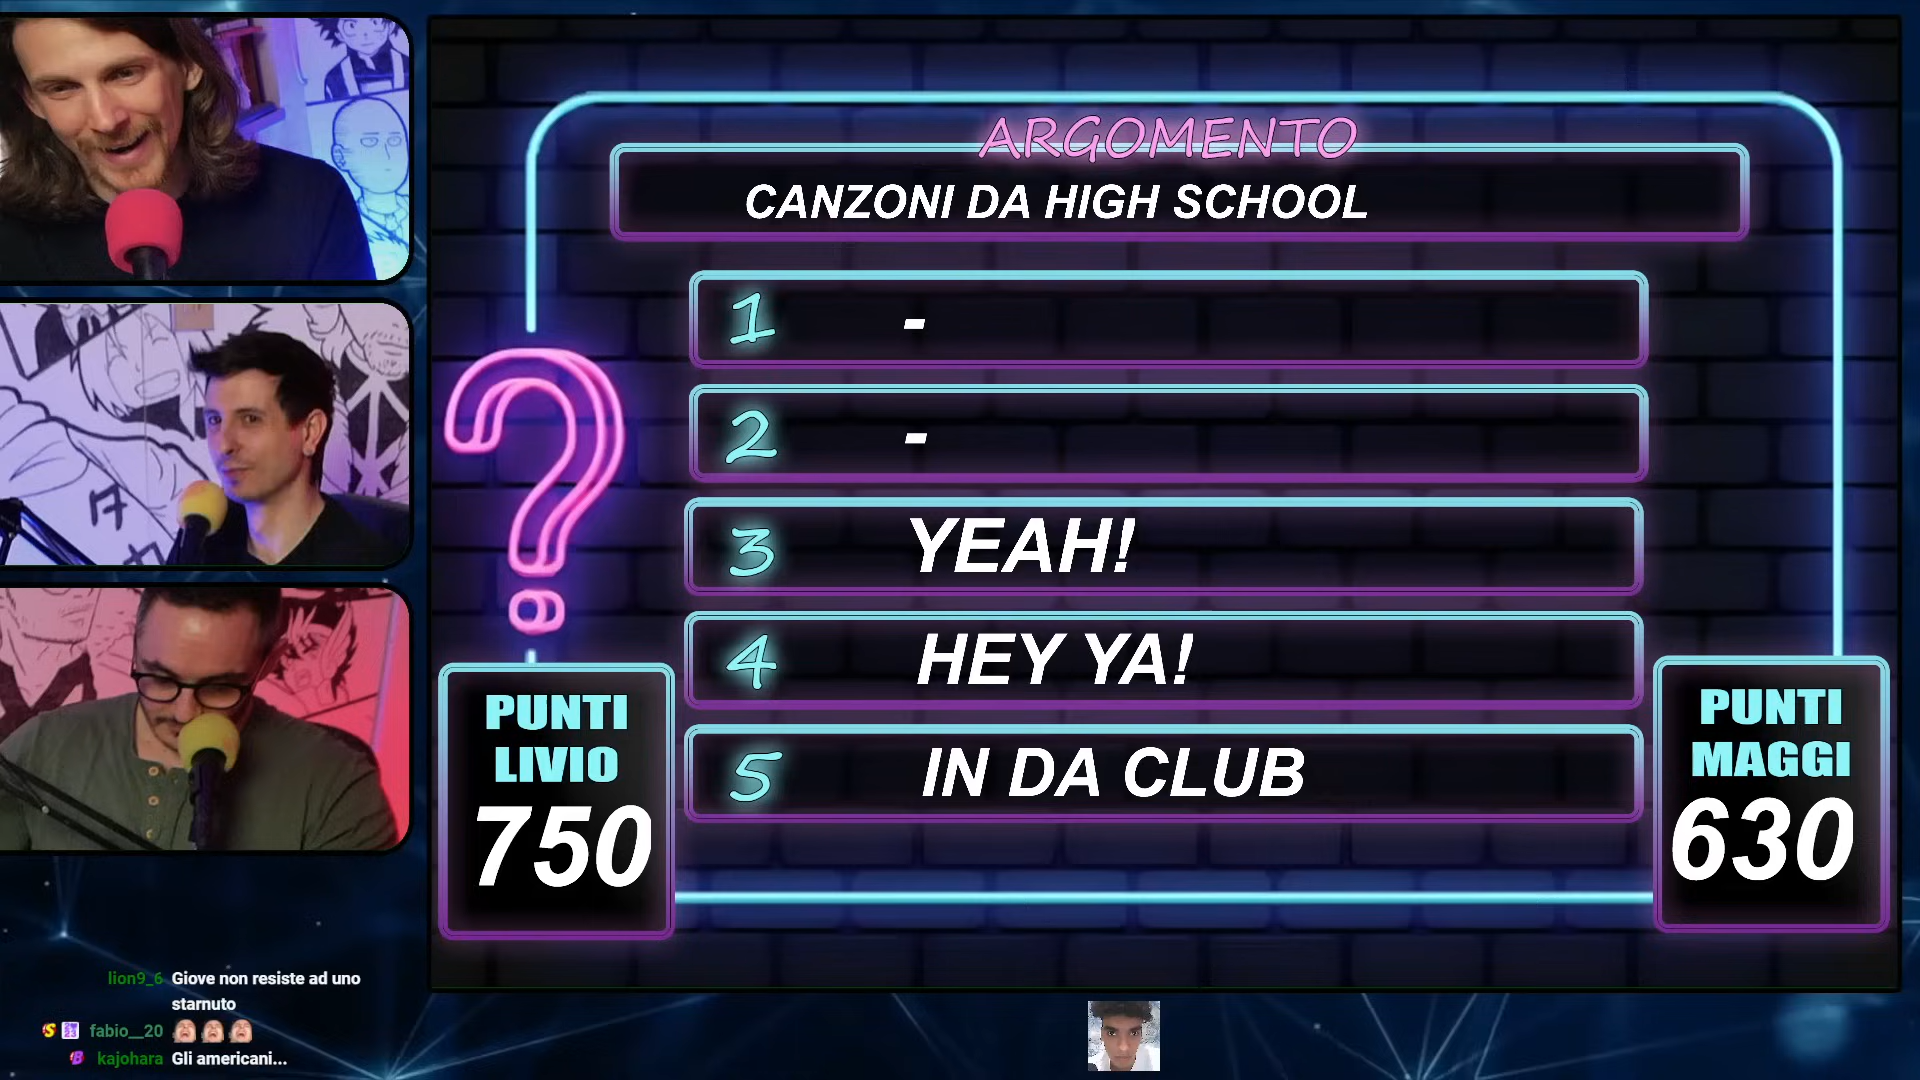 ARGOMENTO
CANZONI DA HIGH SCHOOL
1 -
2 -
3 YEAH!
4 HEY YA!
5 IN DA CLUB
PUNTI
LIVIO
750
PUNTI
MAGGI
630
lion9_6 Giove non resiste ad uno
starnuto
fabio__20
kajohara Gli americani...